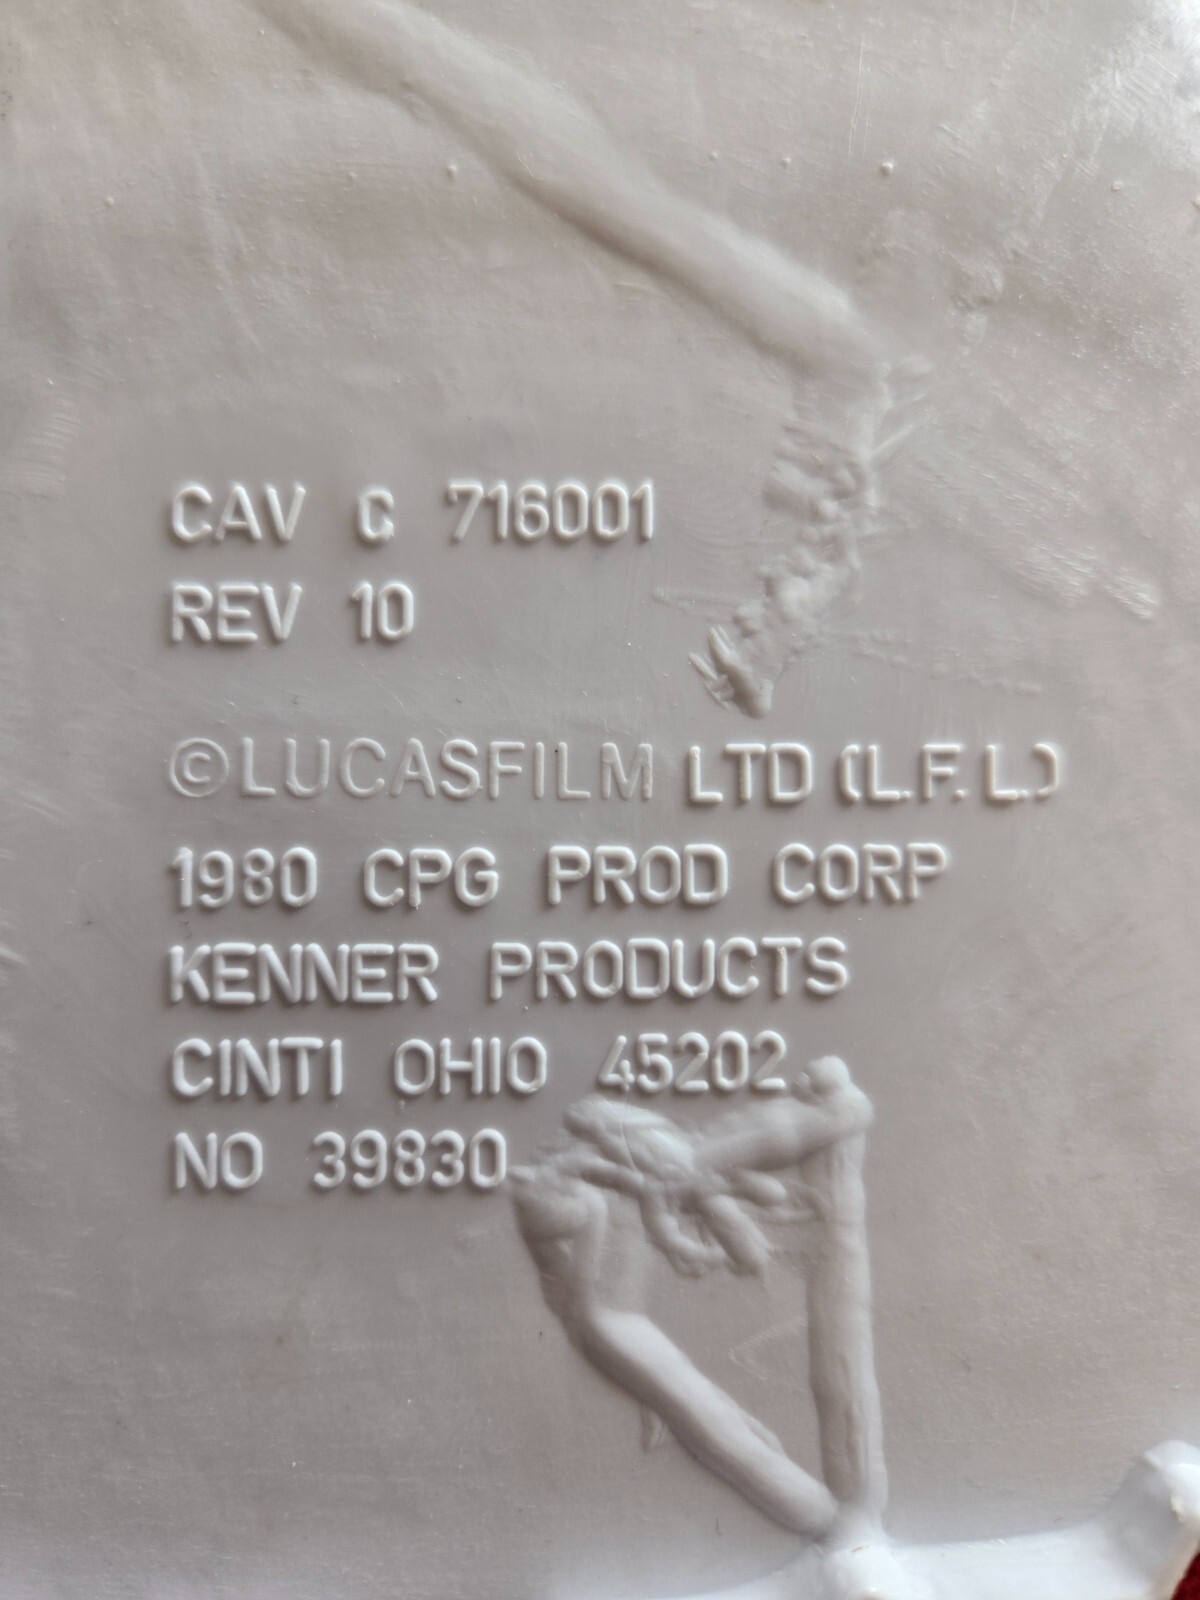 CAV C 716001
REV 10
©LUCASFILM LTD (L.F.L.)
1980 CPG PROD CORP
KENNER PRODUCTS
CINTI OHIO 45202
NO 39830